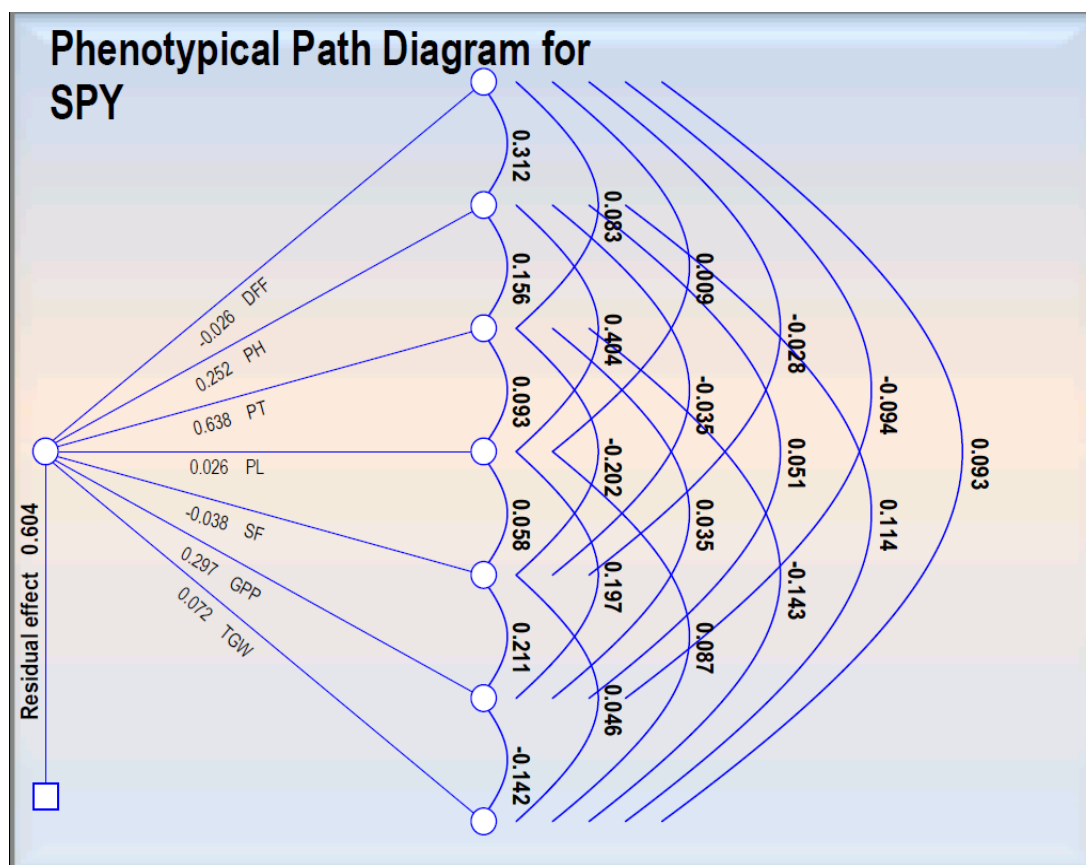 Phenotypical Path Diagram for
SPY
0.312
0.083
0.156
0.009
-0.026 DFF
0.252 PH
0.404
-0.028
0.638 PT
0.093
-0.035
-0.094
0.026 PL
-0.202
0.051
0.093
-0.038 SF
0.058
0.035
0.114
0.297 GPP
0.197
-0.143
0.072 TGW
0.211
0.087
0.046
-0.142
Residual effect 0.604